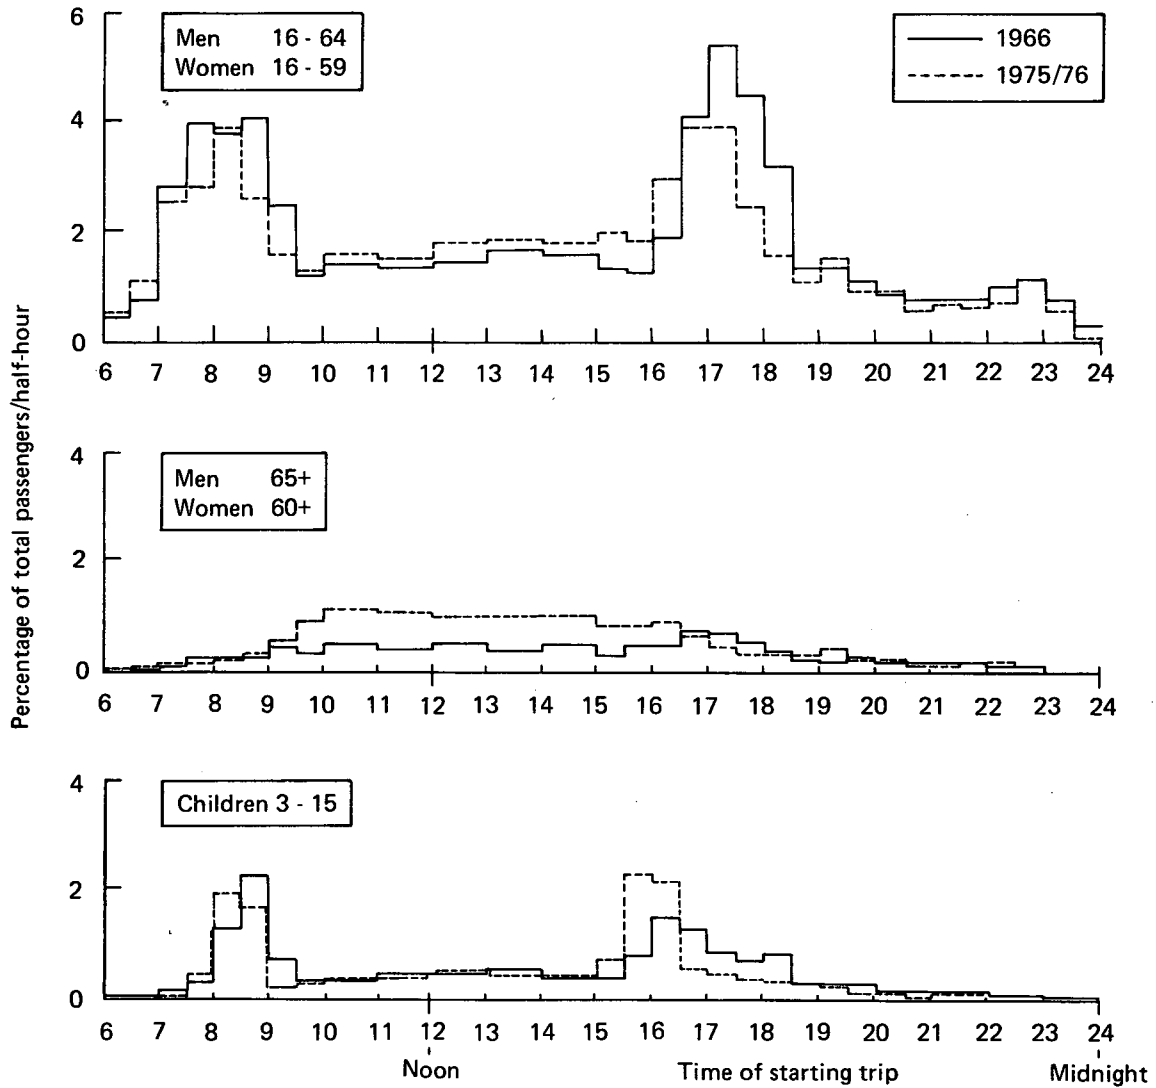 Percentage of total passengers/half-hour
6
4
2
0
Men 16 - 64
Women 16 - 59
1966
1975/76
6 7 8 9 10 11 12 13 14 15 16 17 18 19 20 21 22 23 24
4
2
0
Men 65+
Women 60+
6 7 8 9 10 11 12 13 14 15 16 17 18 19 20 21 22 23 24
4
2
0
Children 3 - 15
6 7 8 9 10 11 12 13 14 15 16 17 18 19 20 21 22 23 24
Noon Time of starting trip Midnight